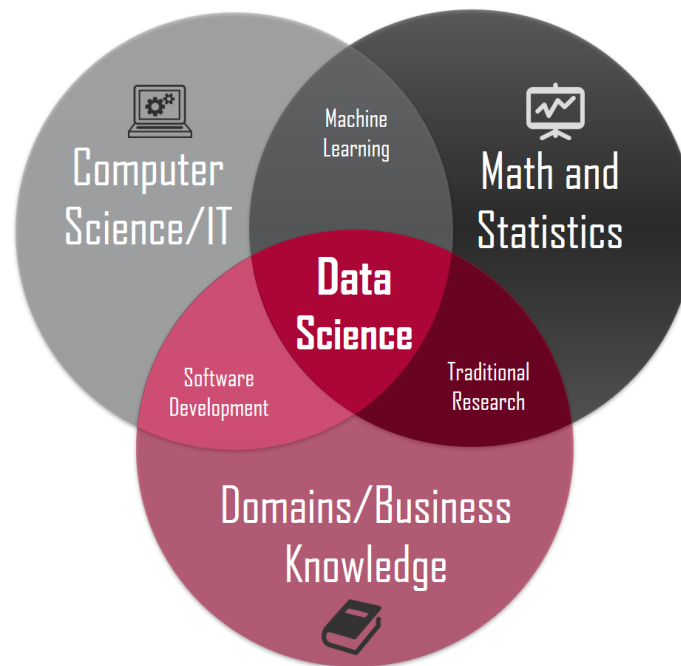 Machine
Learning
Computer
Science/IT
Math and
Statistics
Data
Science
Software
Development
Traditional
Research
Domains/Business
Knowledge